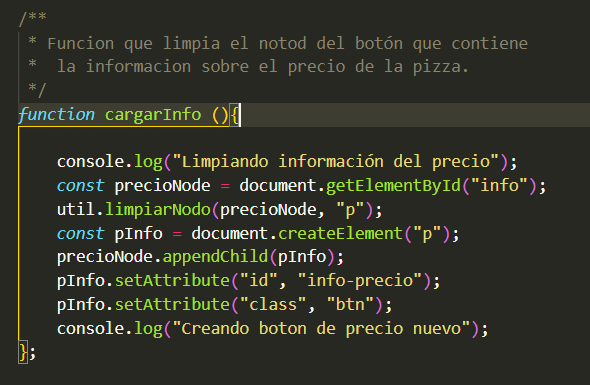 /**
 * Funcion que limpia el notod del botón que contiene
 *  la informacion sobre el precio de la pizza.
 */
function cargarInfo (){
    console.log("Limpiando información del precio");
    const precioNode = document.getElementById("info");
    util.limpiarNodo(precioNode, "p");
    const pInfo = document.createElement("p");
    precioNode.appendChild(pInfo);
    pInfo.setAttribute("id", "info-precio");
    pInfo.setAttribute("class", "btn");
    console.log("Creando boton de precio nuevo");
};